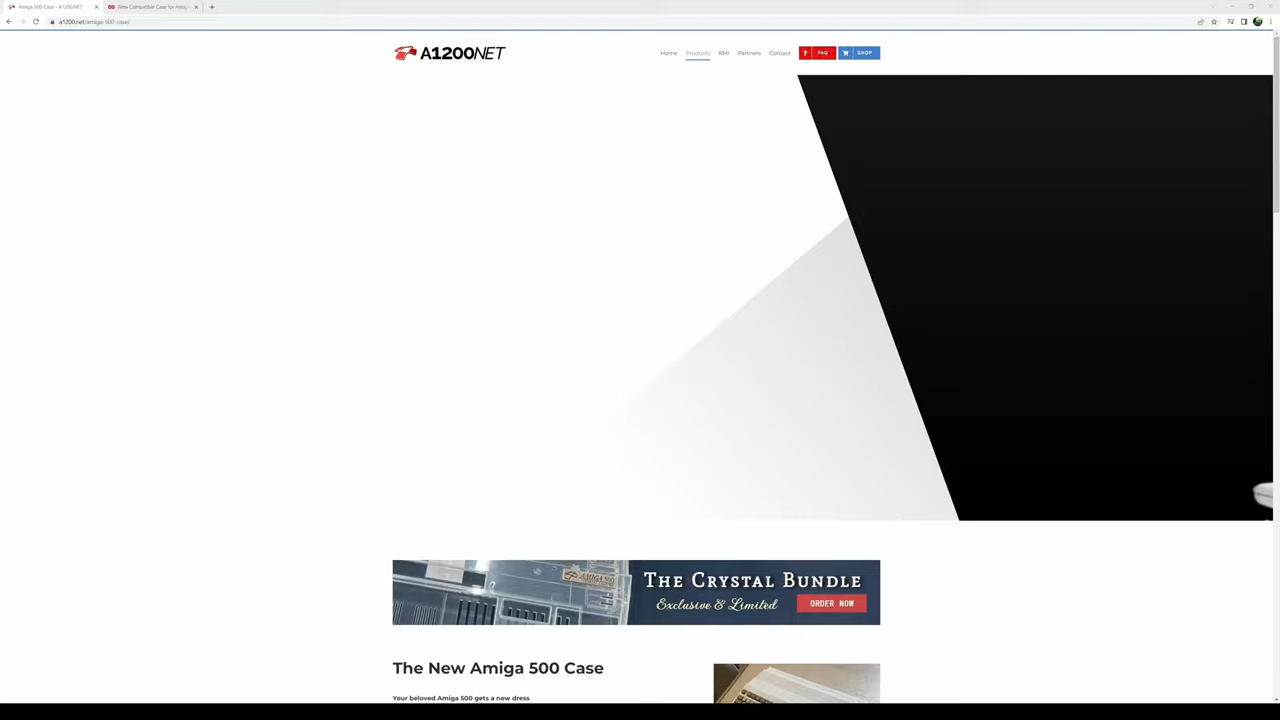 Amiga 500 Case - A1200.NET
New Compatible Case for Amig
a1200.net/amiga-500-case/
A1200NET
Home Products RMI Partners Contact ? FAQ SHOP
THE CRYSTAL BUNDLE
Exclusive & Limited
ORDER NOW
The New Amiga 500 Case
Your beloved Amiga 500 gets a new dress